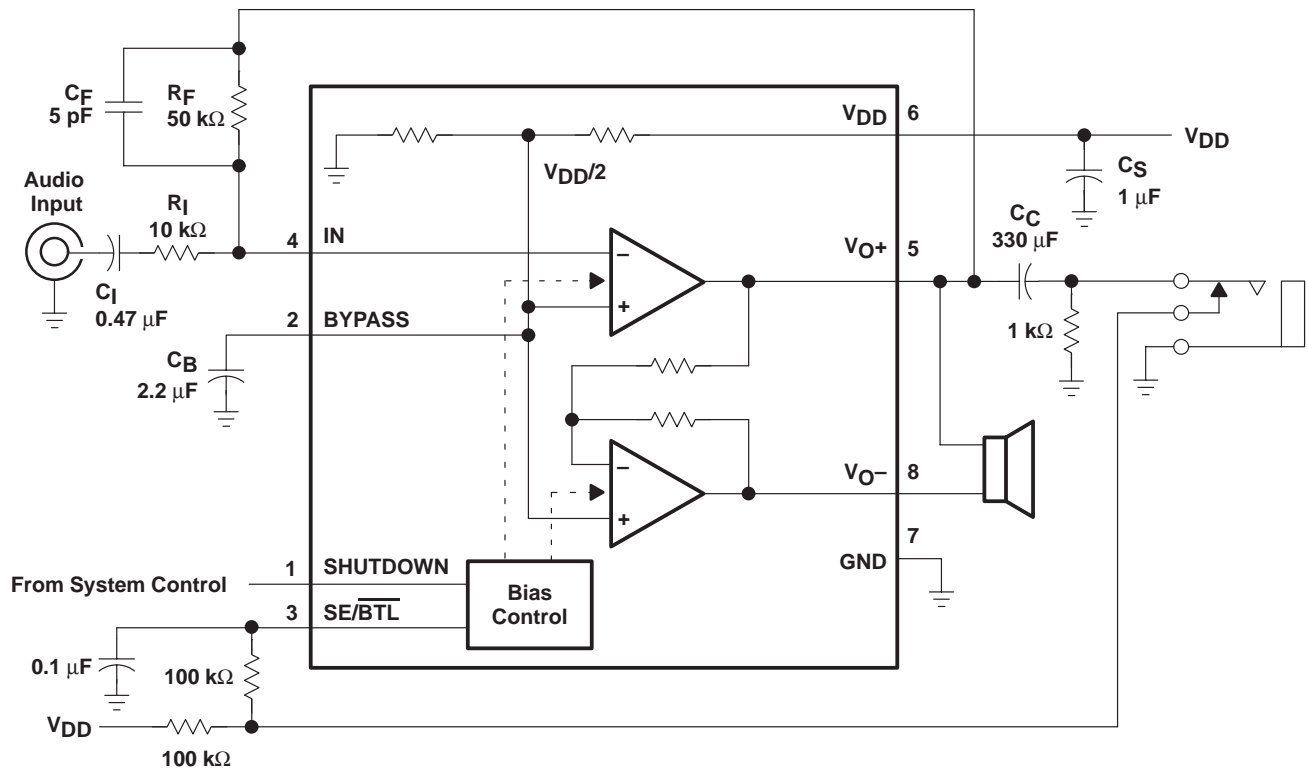 CF
5 pF
RF
50 kΩ
Audio
Input
RI
10 kΩ
CI
0.47 μF
4 IN
2 BYPASS
CB
2.2 μF
VDD 6
VDD
VDD/2
CS
1 μF
CC
330 μF
VO+ 5
1 kΩ
−
+
−
+
VO− 8
7
GND
From System Control
1 SHUTDOWN
3 SE/B̅T̅L̅
Bias
Control
0.1 μF
100 kΩ
VDD
100 kΩ